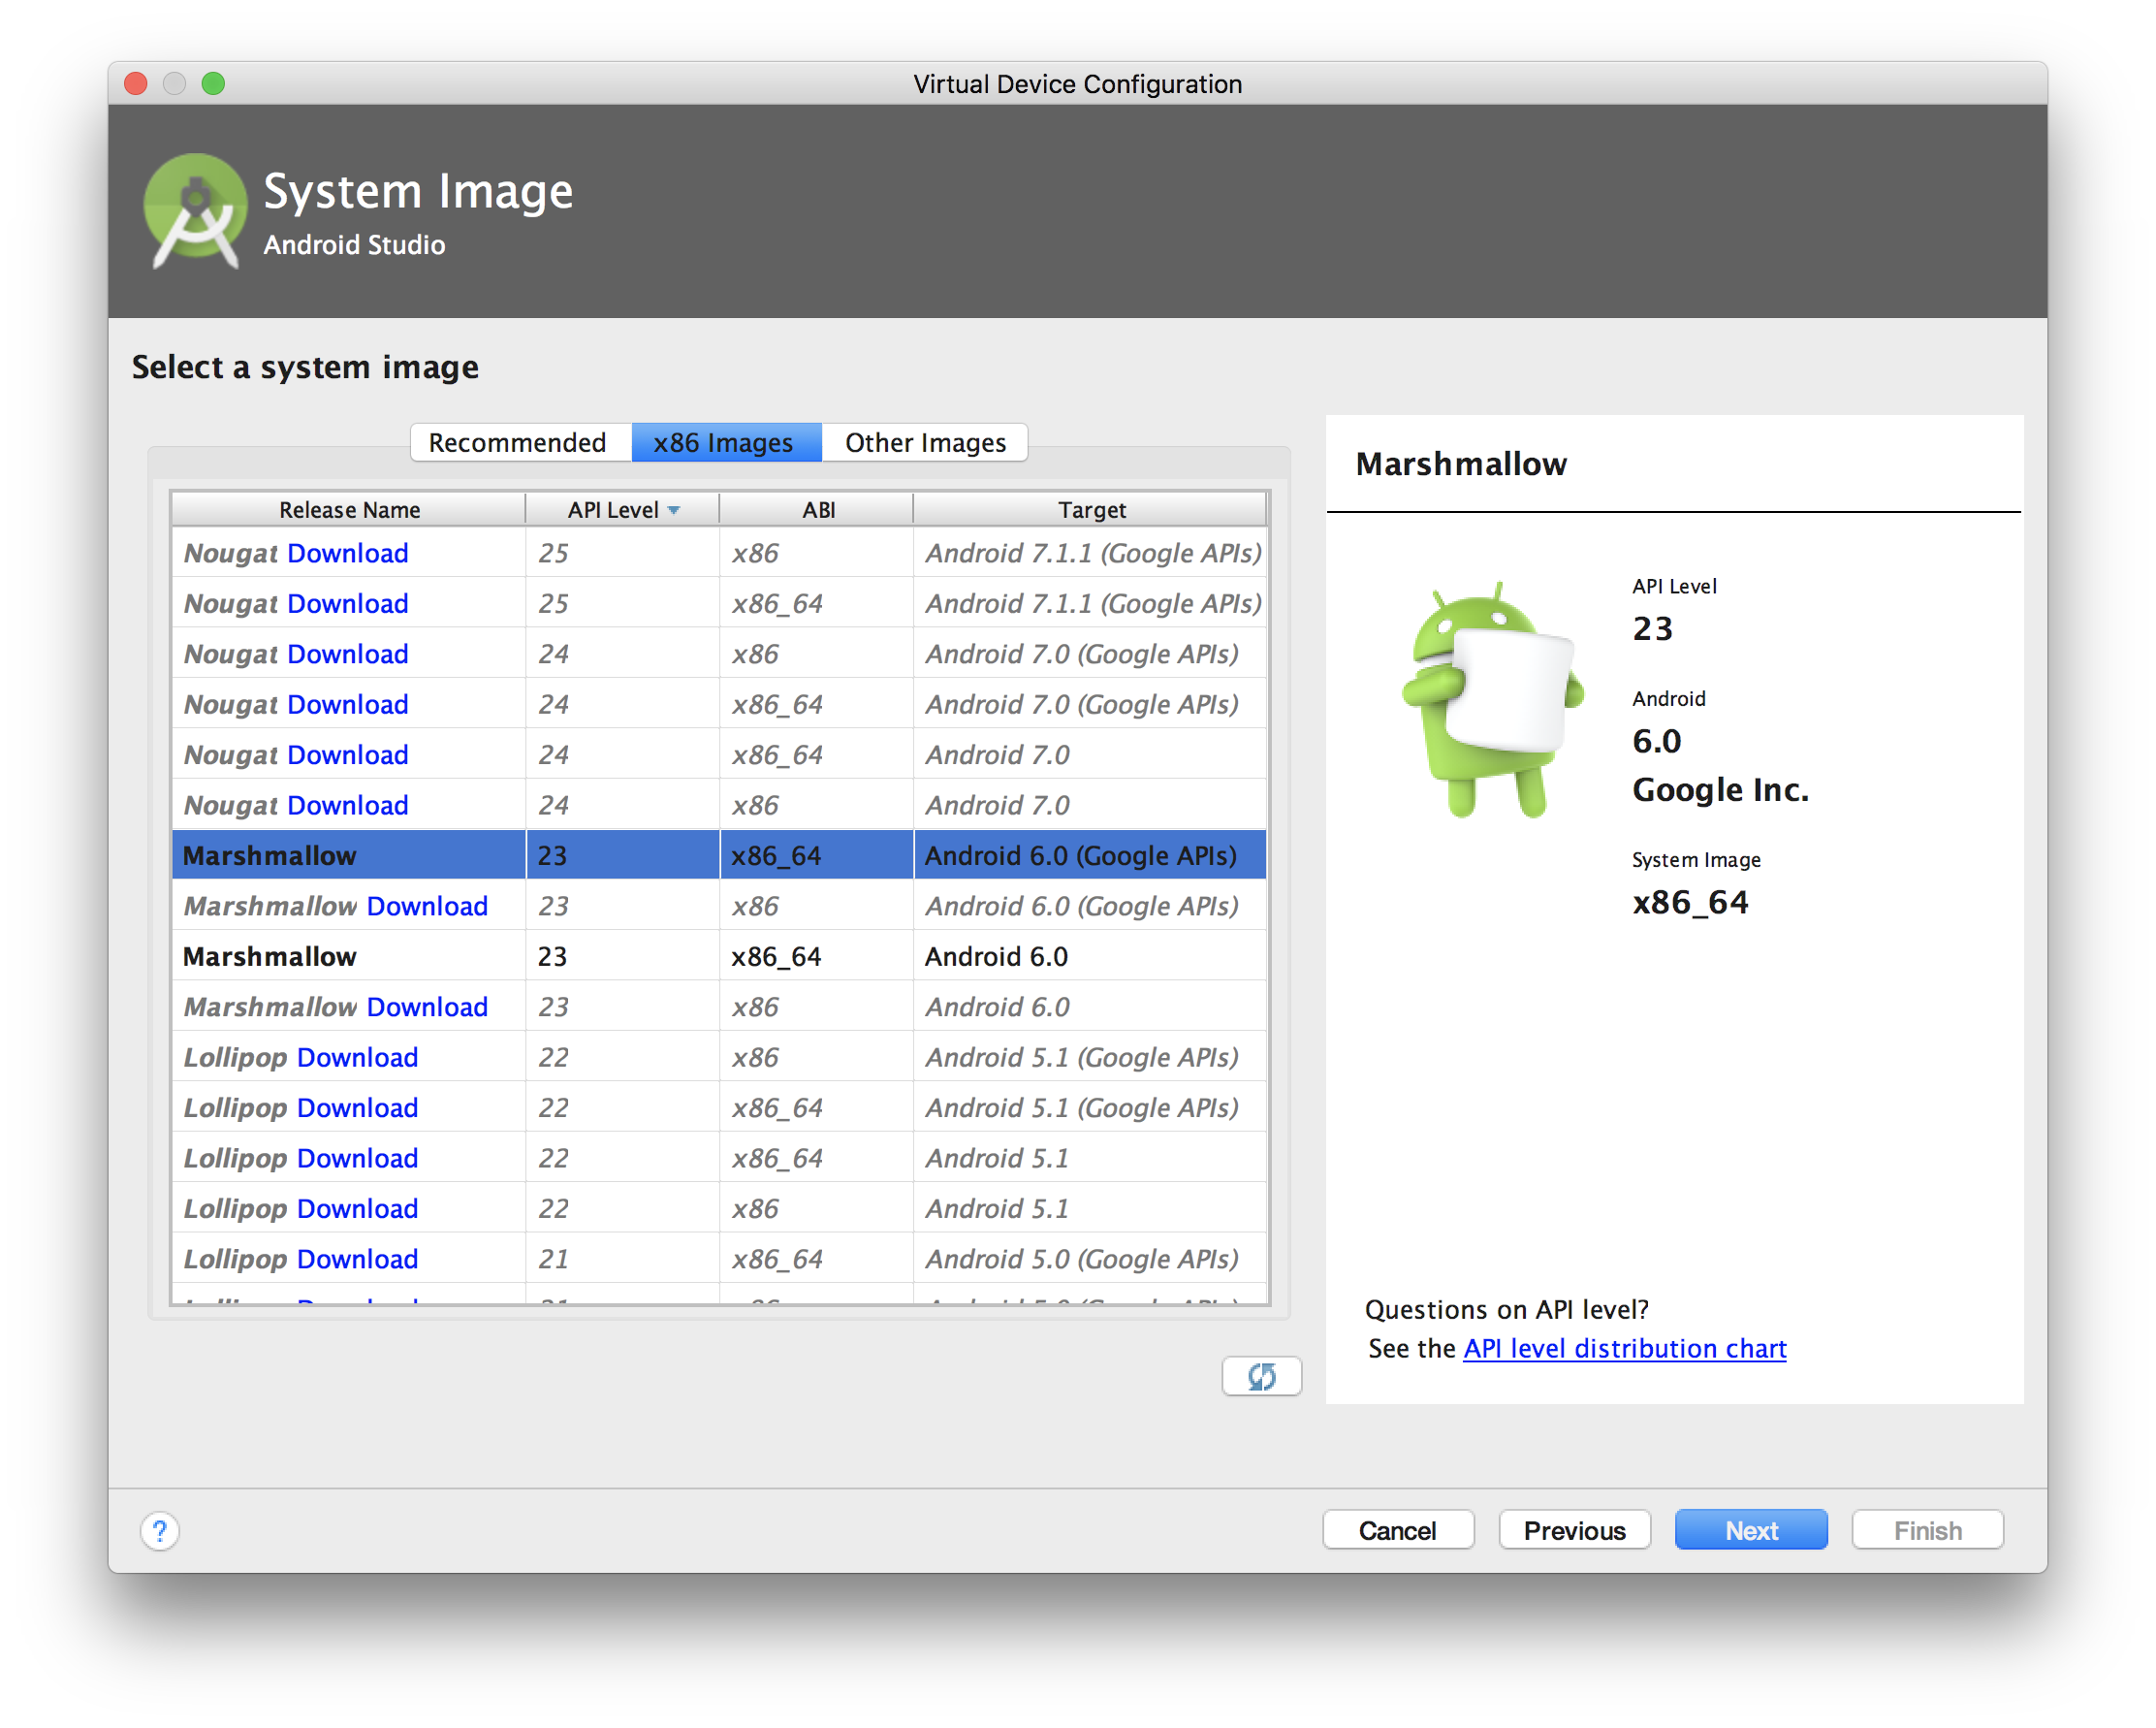 Virtual Device Configuration
System Image
Android Studio
Select a system image
Recommended x86 Images Other Images
Release Name API Level ABI Target
Nougat Download 25 x86 Android 7.1.1 (Google APIs)
Nougat Download 25 x86_64 Android 7.1.1 (Google APIs)
Nougat Download 24 x86 Android 7.0 (Google APIs)
Nougat Download 24 x86_64 Android 7.0 (Google APIs)
Nougat Download 24 x86_64 Android 7.0
Nougat Download 24 x86 Android 7.0
Marshmallow 23 x86_64 Android 6.0 (Google APIs)
Marshmallow Download 23 x86 Android 6.0 (Google APIs)
Marshmallow 23 x86_64 Android 6.0
Marshmallow Download 23 x86 Android 6.0
Lollipop Download 22 x86 Android 5.1 (Google APIs)
Lollipop Download 22 x86_64 Android 5.1 (Google APIs)
Lollipop Download 22 x86_64 Android 5.1
Lollipop Download 22 x86 Android 5.1
Lollipop Download 21 x86_64 Android 5.0 (Google APIs)
Marshmallow
API Level
23
Android
6.0
Google Inc.
System Image
x86_64
Questions on API level?
See the API level distribution chart
?
Cancel Previous Next Finish